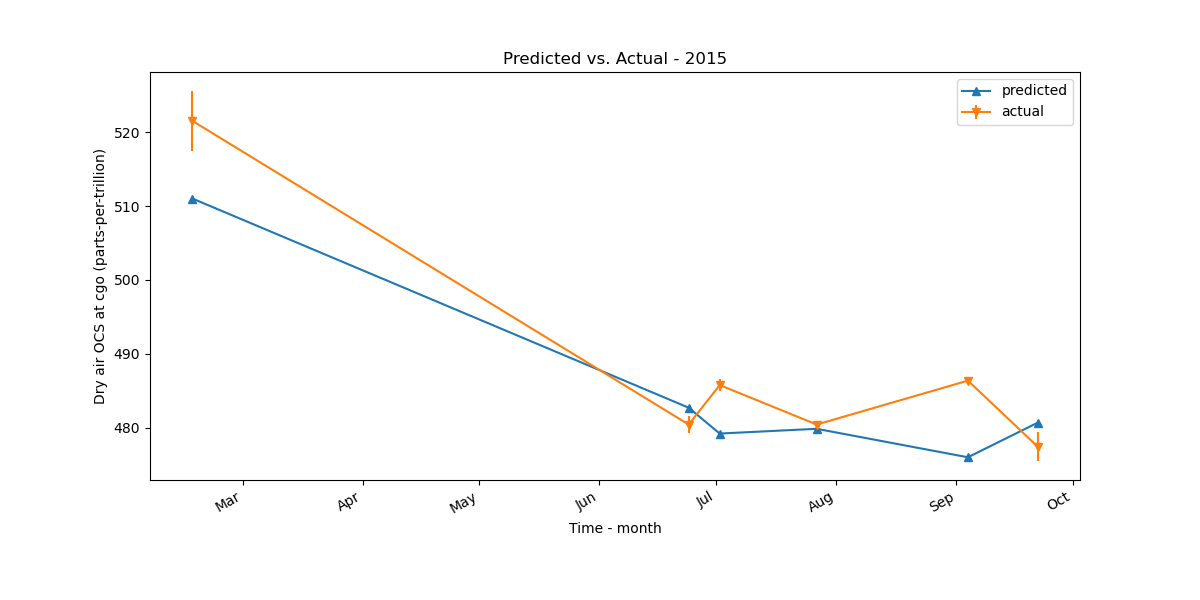 Predicted vs. Actual - 2015
predicted
actual
Dry air OCS at cgo (parts-per-trillion)
520
510
500
490
480
Mar
Apr
May
Jun
Jul
Aug
Sep
Oct
Time - month